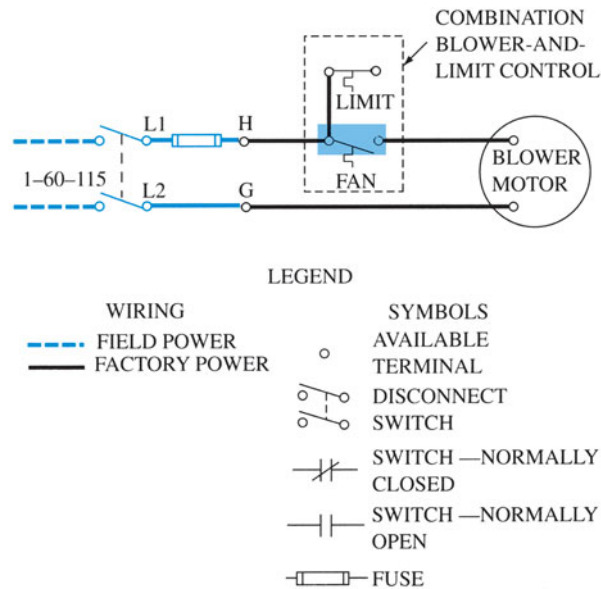 COMBINATION
BLOWER-AND-
LIMIT CONTROL
LIMIT
L1
H
BLOWER
MOTOR
1–60–115
FAN
L2
G
LEGEND
WIRING
FIELD POWER
FACTORY POWER
SYMBOLS
AVAILABLE
TERMINAL
DISCONNECT
SWITCH
SWITCH —NORMALLY
CLOSED
SWITCH —NORMALLY
OPEN
FUSE